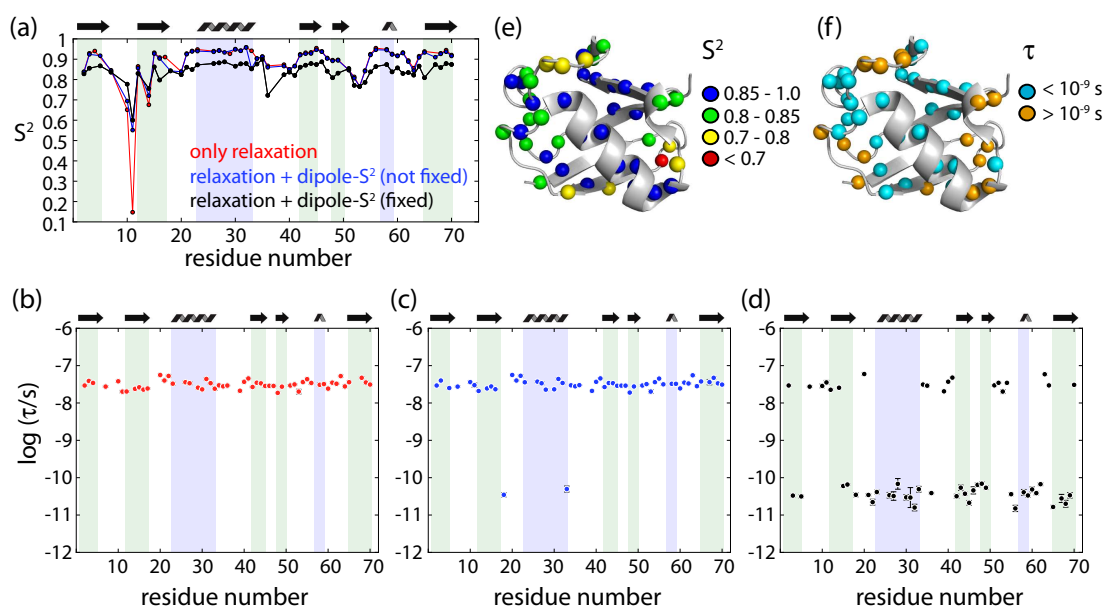 (a)
1
0.9
0.8
0.7
0.6
0.5
0.4
0.3
0.2
0.1
S²
only relaxation
relaxation + dipole-S² (not fixed)
relaxation + dipole-S² (fixed)
10 20 30 40 50 60 70
residue number
(e)
S²
0.85 - 1.0
0.8 - 0.85
0.7 - 0.8
< 0.7
(f)
τ
< 10⁻⁹ s
> 10⁻⁹ s
(b)
-6
-7
-8
-9
-10
-11
-12
log (τ/s)
10 20 30 40 50 60 70
residue number
(c)
-6
-7
-8
-9
-10
-11
-12
10 20 30 40 50 60 70
residue number
(d)
-6
-7
-8
-9
-10
-11
-12
10 20 30 40 50 60 70
residue number